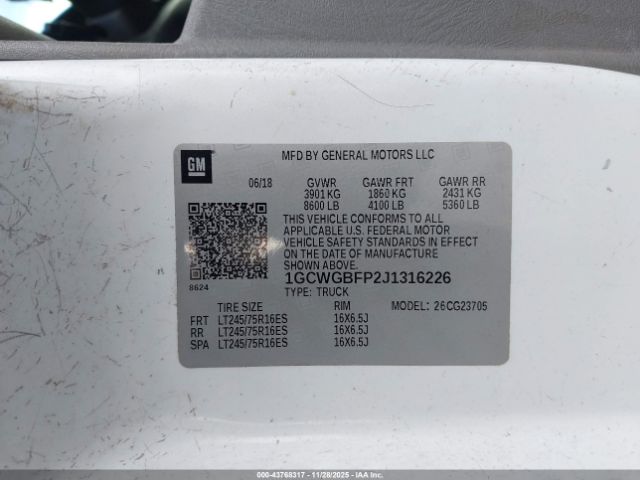 GM
MFD BY GENERAL MOTORS LLC
06/18 GVWR GAWR FRT GAWR RR
3901 KG 1860 KG 2431 KG
8600 LB 4100 LB 5360 LB
THIS VEHICLE CONFORMS TO ALL
APPLICABLE U.S. FEDERAL MOTOR
VEHICLE SAFETY STANDARDS IN EFFECT
ON THE DATE OF MANUFACTURE
SHOWN ABOVE.
1GCWGBFP2J1316226
8624
TYPE: TRUCK
TIRE SIZE RIM MODEL: 26CG23705
FRT LT245/75R16ES 16X6.5J
RR LT245/75R16ES 16X6.5J
SPA LT245/75R16ES 16X6.5J
000-43768317 - 11/28/2025 - IAAI.COM